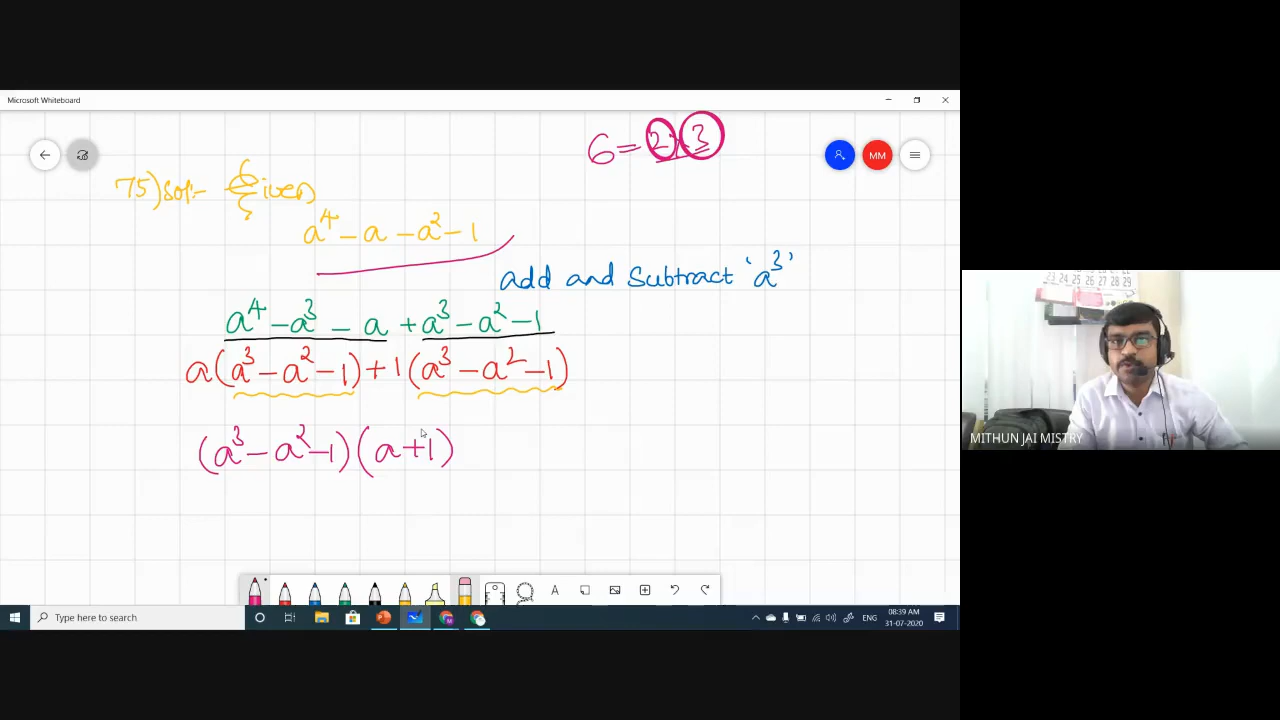 Microsoft Whiteboard
6 = 2 × 3
MM
75) Sol:- Given
a⁴ - a - a² - 1
add and Subtract 'a³'
a⁴ - a³ - a + a³ - a² - 1
a(a³ - a² - 1) + 1(a³ - a² - 1)
(a³ - a² - 1)(a + 1)
MITHUN JAI MISTRY
A
Type here to search
ENG
08:39 AM
31-07-2020